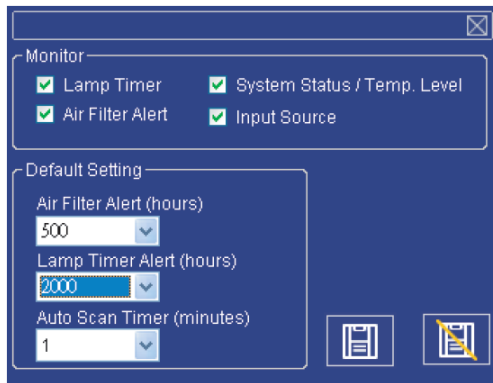 Monitor
Lamp Timer
System Status / Temp. Level
Air Filter Alert
Input Source
Default Setting
Air Filter Alert (hours)
500
Lamp Timer Alert (hours)
2000
Auto Scan Timer (minutes)
1